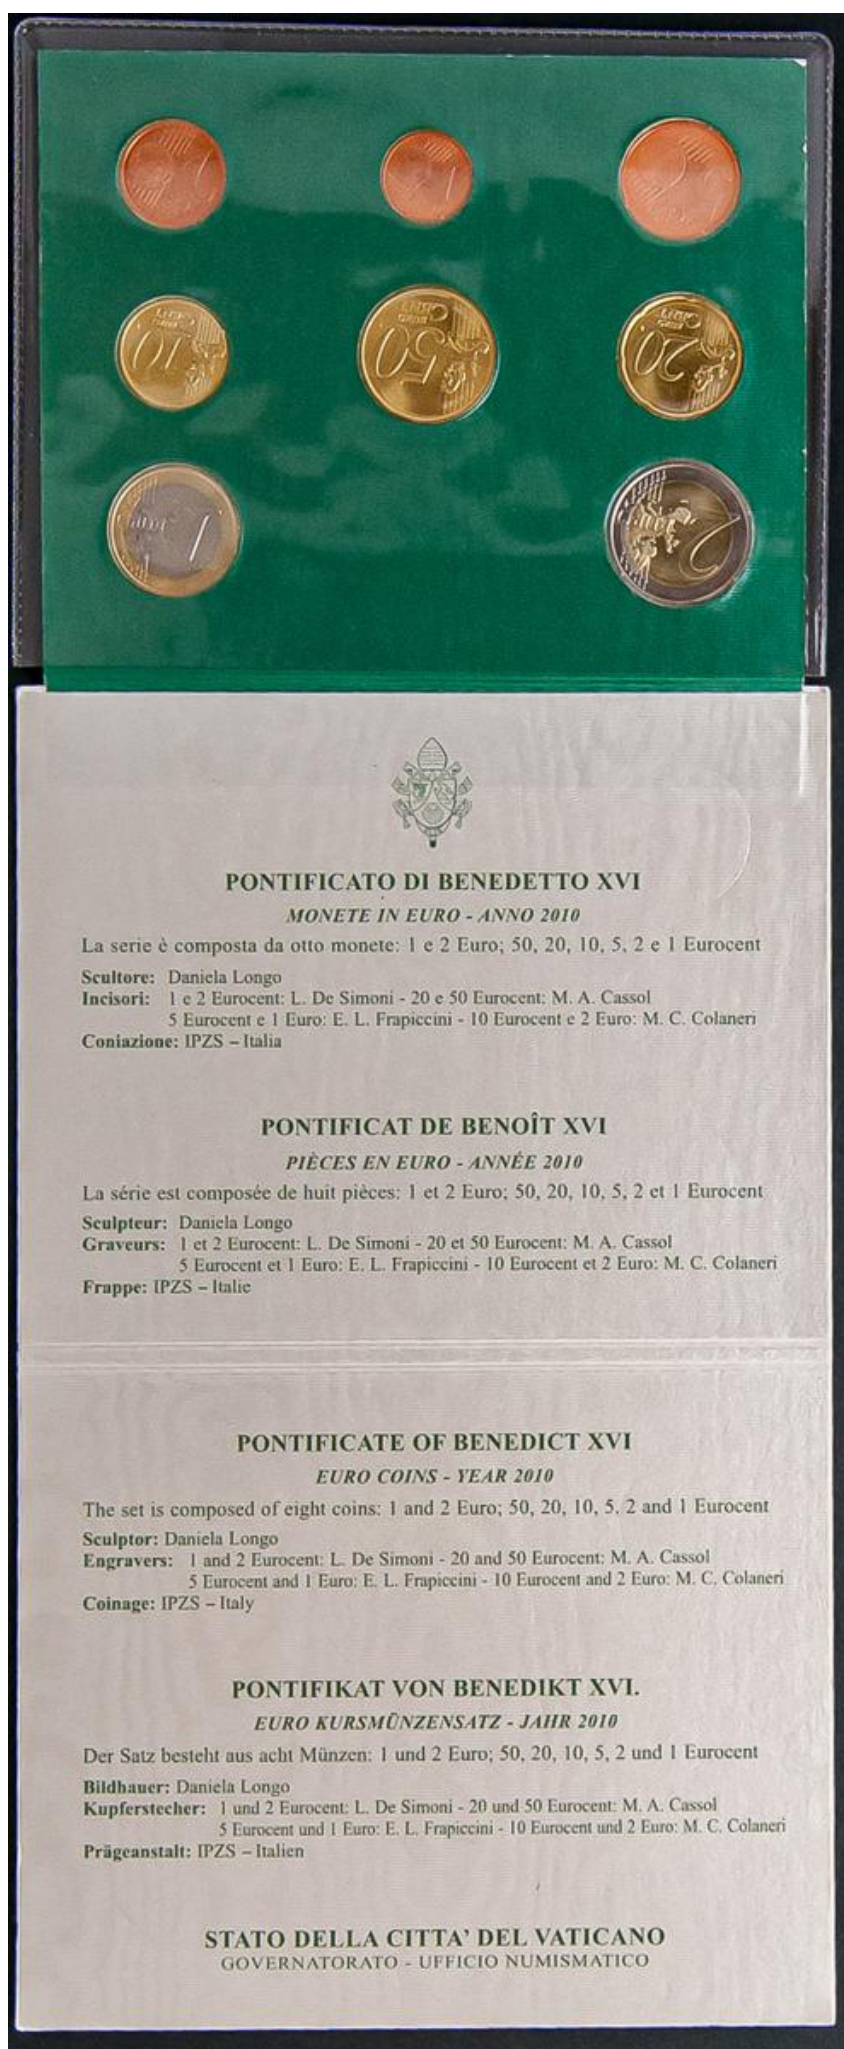 1
2
10
50
20
1
2
PONTIFICATO DI BENEDETTO XVI
MONETE IN EURO - ANNO 2010
La serie è composta da otto monete: 1 e 2 Euro; 50, 20, 10, 5, 2 e 1 Eurocent
Scultore: Daniela Longo
Incisori: 1 e 2 Eurocent: L. De Simoni - 20 e 50 Eurocent: M. A. Cassol
5 Eurocent e 1 Euro: E. L. Frapiccini - 10 Eurocent e 2 Euro: M. C. Colaneri
Coniazione: IPZS – Italia
PONTIFICAT DE BENOÎT XVI
PIÈCES EN EURO - ANNÉE 2010
La série est composée de huit pièces: 1 et 2 Euro; 50, 20, 10, 5, 2 et 1 Eurocent
Sculpteur: Daniela Longo
Graveurs: 1 et 2 Eurocent: L. De Simoni - 20 et 50 Eurocent: M. A. Cassol
5 Eurocent et 1 Euro: E. L. Frapiccini - 10 Eurocent et 2 Euro: M. C. Colaneri
Frappe: IPZS – Italie
PONTIFICATE OF BENEDICT XVI
EURO COINS - YEAR 2010
The set is composed of eight coins: 1 and 2 Euro; 50, 20, 10, 5, 2 and 1 Eurocent
Sculptor: Daniela Longo
Engravers: 1 and 2 Eurocent: L. De Simoni - 20 and 50 Eurocent: M. A. Cassol
5 Eurocent and 1 Euro: E. L. Frapiccini - 10 Eurocent and 2 Euro: M. C. Colaneri
Coinage: IPZS – Italy
PONTIFIKAT VON BENEDIKT XVI.
EURO KURSMÜNZENSATZ - JAHR 2010
Der Satz besteht aus acht Münzen: 1 und 2 Euro; 50, 20, 10, 5, 2 und 1 Eurocent
Bildhauer: Daniela Longo
Kupferstecher: 1 und 2 Eurocent: L. De Simoni - 20 und 50 Eurocent: M. A. Cassol
5 Eurocent und 1 Euro: E. L. Frapiccini - 10 Eurocent und 2 Euro: M. C. Colaneri
Prägeanstalt: IPZS – Italien
STATO DELLA CITTA' DEL VATICANO
GOVERNATORATO - UFFICIO NUMISMATICO